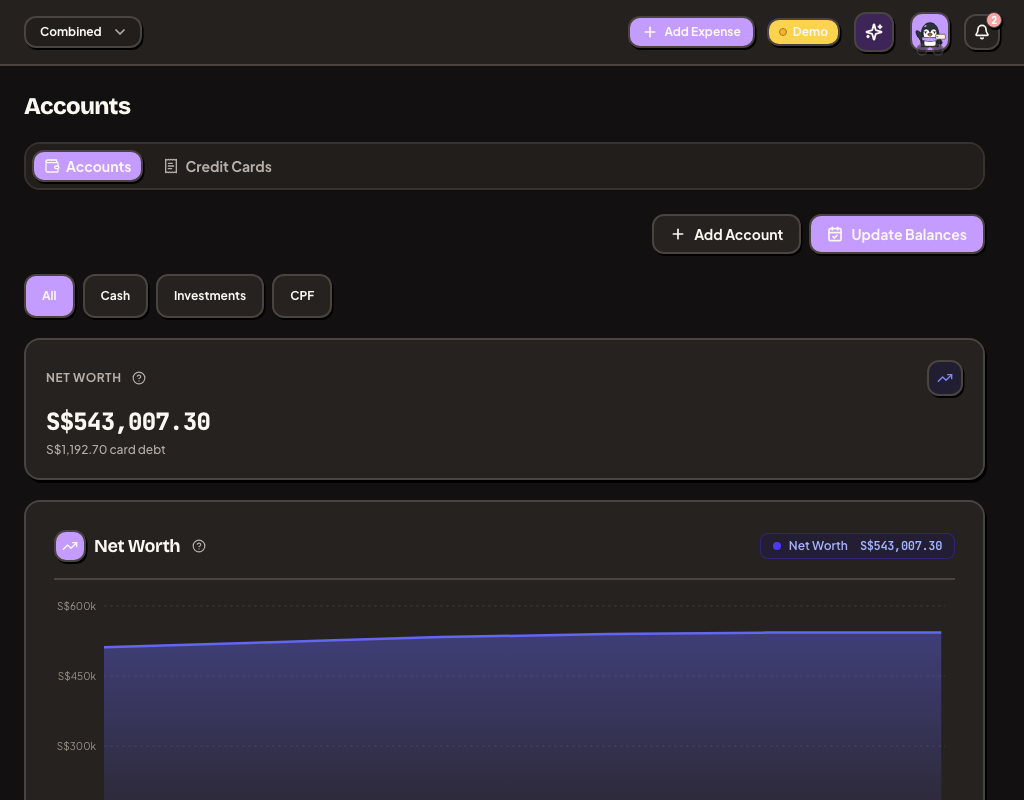 Combined
Add Expense
Demo
2
Accounts
Accounts
Credit Cards
Add Account
Update Balances
All
Cash
Investments
CPF
NET WORTH
S$543,007.30
S$1,192.70 card debt
Net Worth
Net Worth S$543,007.30
S$600k
S$450k
S$300k